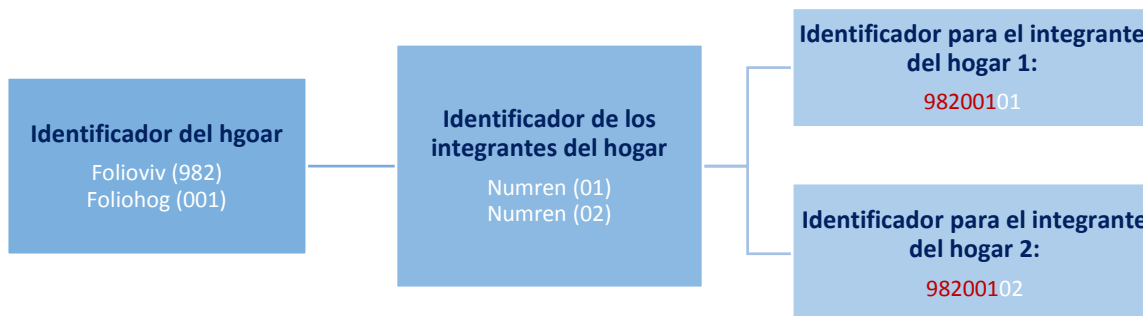 Identificador del hgoar
Folioviv (982)
Foliohog (001)
Identificador de los
integrantes del hogar
Numren (01)
Numren (02)
Identificador para el integrante
del hogar 1:
98200101
Identificador para el integrante
del hogar 2:
98200102